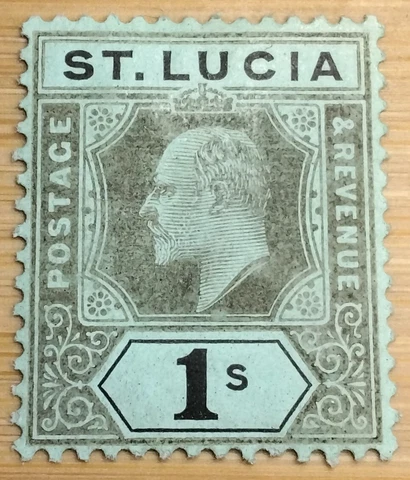 ST. LUCIA
POSTAGE
& REVENUE
1s